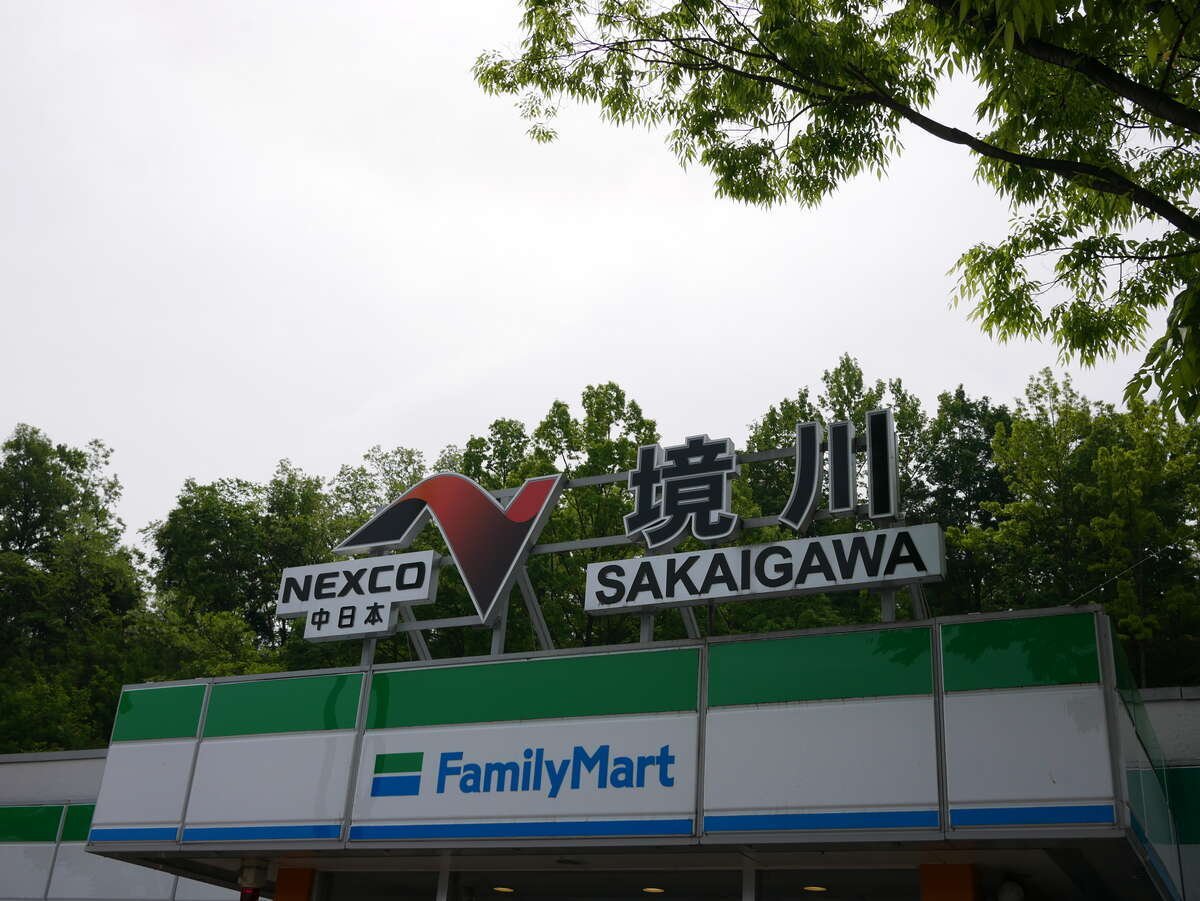 境川
SAKAIGAWA
NEXCO
中日本
FamilyMart